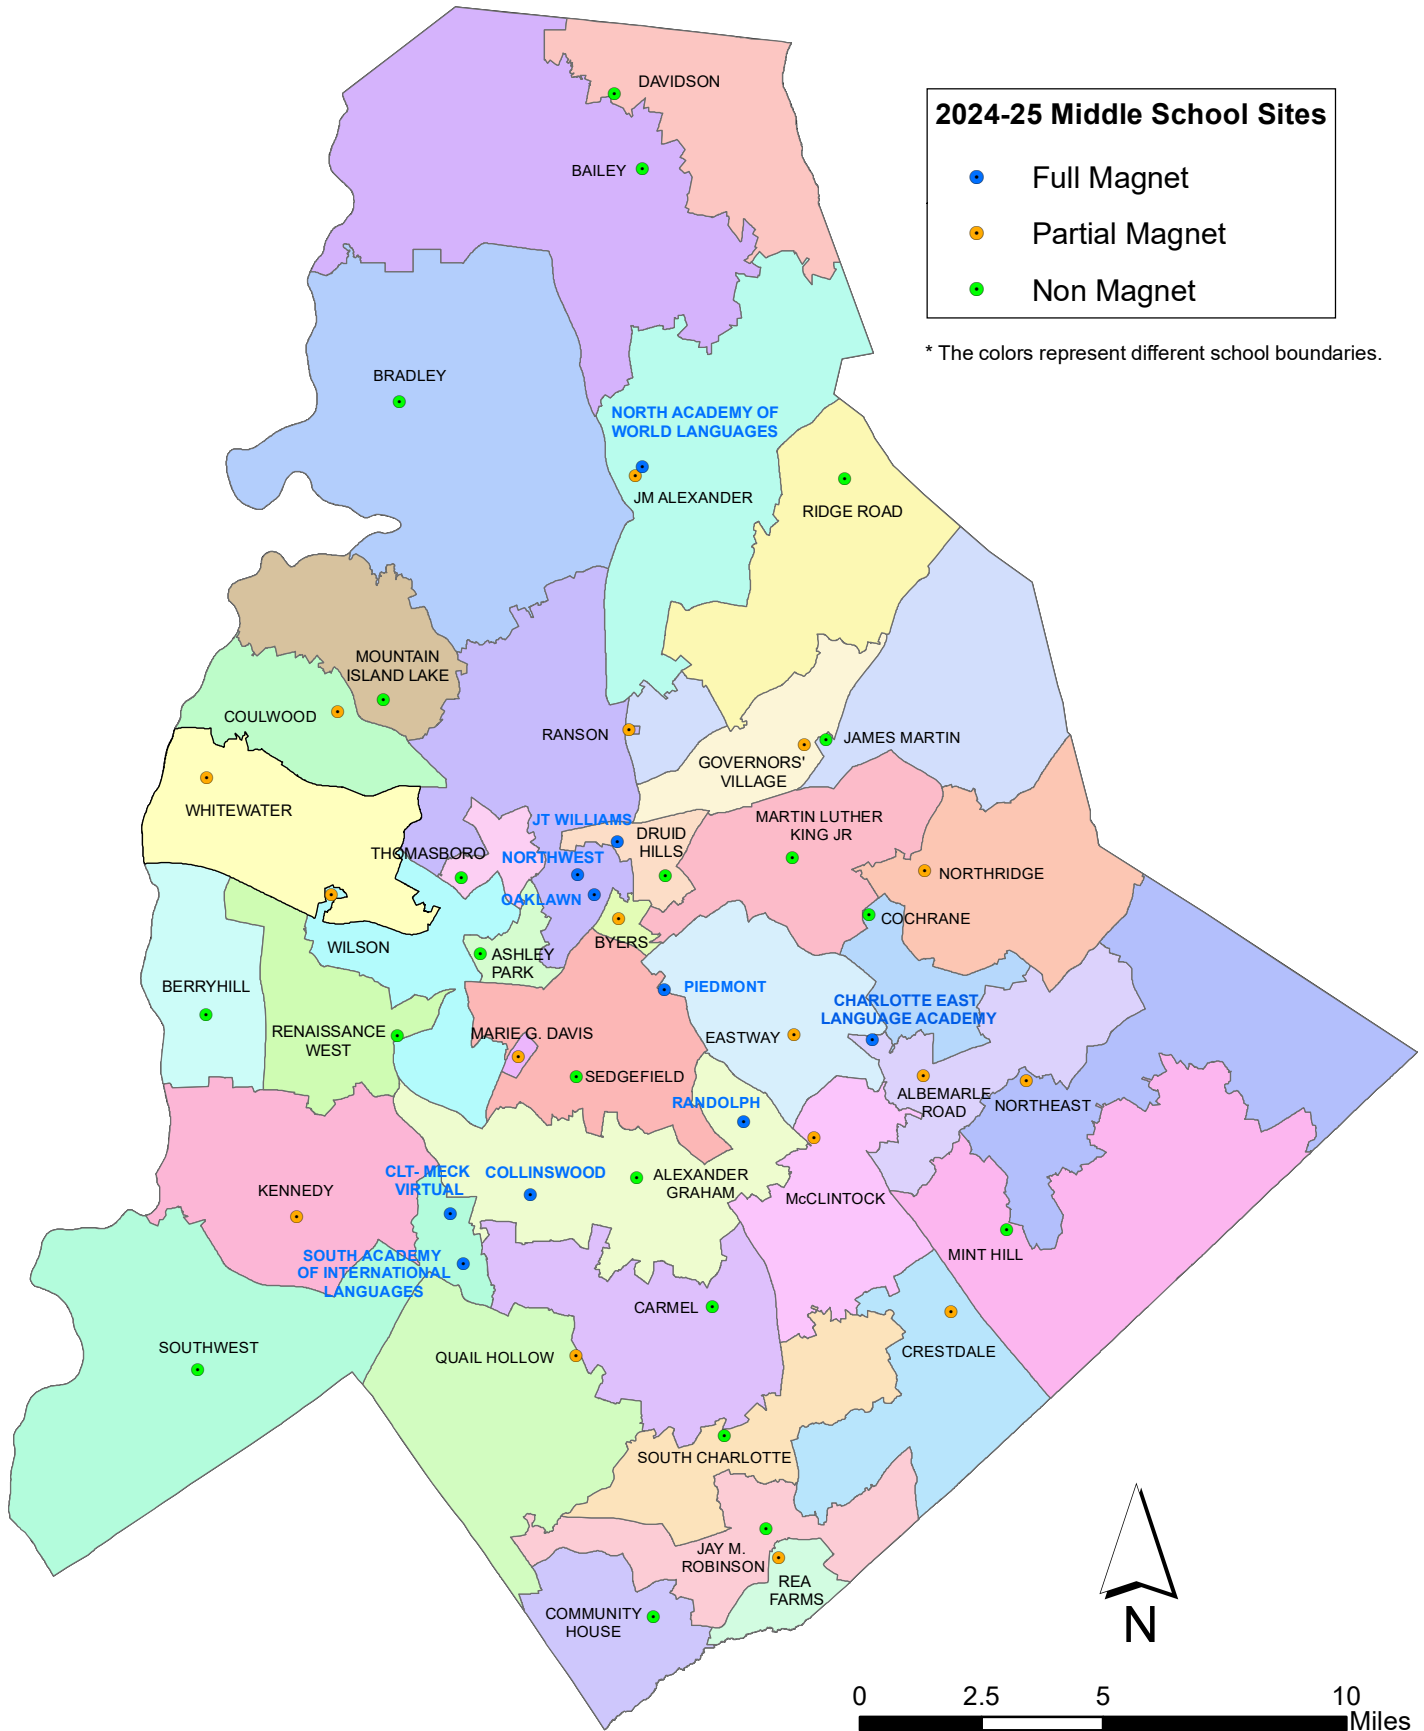 DAVIDSON
2024-25 Middle School Sites
Full Magnet
Partial Magnet
Non Magnet
* The colors represent different school boundaries.
BAILEY
BRADLEY
NORTH ACADEMY OF
WORLD LANGUAGES
JM ALEXANDER
RIDGE ROAD
MOUNTAIN
ISLAND LAKE
COULWOOD
RANSON
JAMES MARTIN
GOVERNORS'
VILLAGE
WHITEWATER
JT WILLIAMS
MARTIN LUTHER
KING JR
DRUID
HILLS
THOMASBORO
NORTHWEST
NORTHRIDGE
OAKLAWN
COCHRANE
BYERS
WILSON
ASHLEY
PARK
BERRYHILL
PIEDMONT
CHARLOTTE EAST
LANGUAGE ACADEMY
RENAISSANCE
WEST
MARIE G. DAVIS
EASTWAY
SEDGEFIELD
ALBEMARLE
ROAD
NORTHEAST
RANDOLPH
CLT- MECK
VIRTUAL
COLLINSWOOD
ALEXANDER
GRAHAM
KENNEDY
McCLINTOCK
SOUTH ACADEMY
OF INTERNATIONAL
LANGUAGES
MINT HILL
CARMEL
SOUTHWEST
QUAIL HOLLOW
CRESTDALE
SOUTH CHARLOTTE
JAY M.
ROBINSON
REA
FARMS
COMMUNITY
HOUSE
N
0 2.5 5 10
Miles